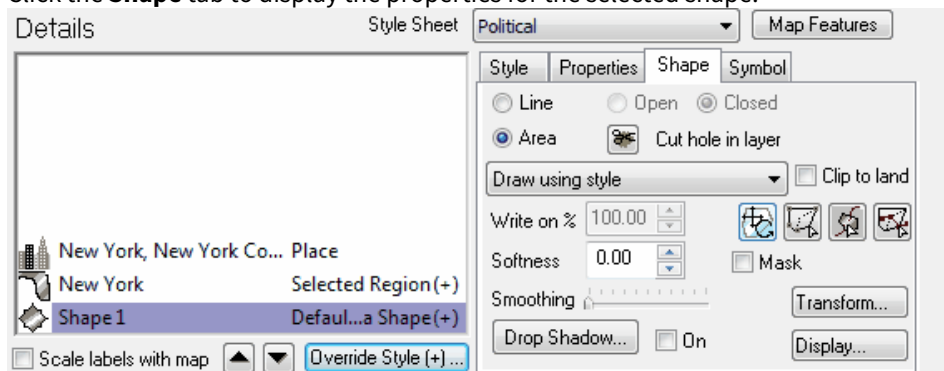 Click the Shape tab to display the properties for the selected shape.
Details Style Sheet Political Map Features
Style Properties Shape Symbol
Line Open Closed
Area Cut hole in layer
Draw using style Clip to land
Write on % 100.00
New York, New York Co... Place
Softness 0.00 Mask
New York Selected Region(+)
Smoothing Transform...
Shape 1 Defaul...a Shape(+)
Drop Shadow... On Display...
Scale labels with map Override Style (+) ...